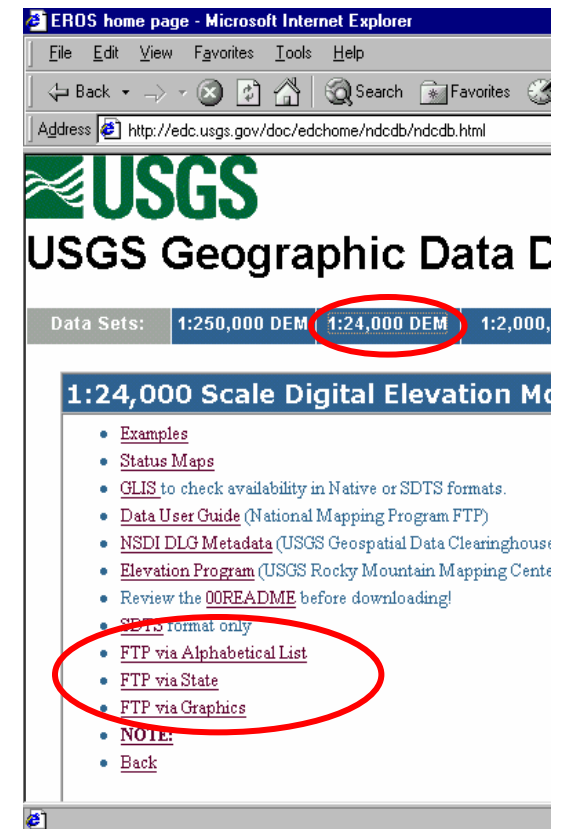 EROS home page - Microsoft Internet Explorer
File Edit View Favorites Tools Help
Back Search Favorites
Address http://edc.usgs.gov/doc/edchome/ndcdb/ndcdb.html
USGS
USGS Geographic Data D
Data Sets: 1:250,000 DEM 1:24,000 DEM 1:2,000,
1:24,000 Scale Digital Elevation Mo
Examples
Status Maps
GLIS to check availability in Native or SDTS formats.
Data User Guide (National Mapping Program FTP)
NSDI DLG Metadata (USGS Geospatial Data Clearinghouse
Elevation Program (USGS Rocky Mountain Mapping Cente
Review the 00README before downloading!
SDTS format only
FTP via Alphabetical List
FTP via State
FTP via Graphics
NOTE:
Back